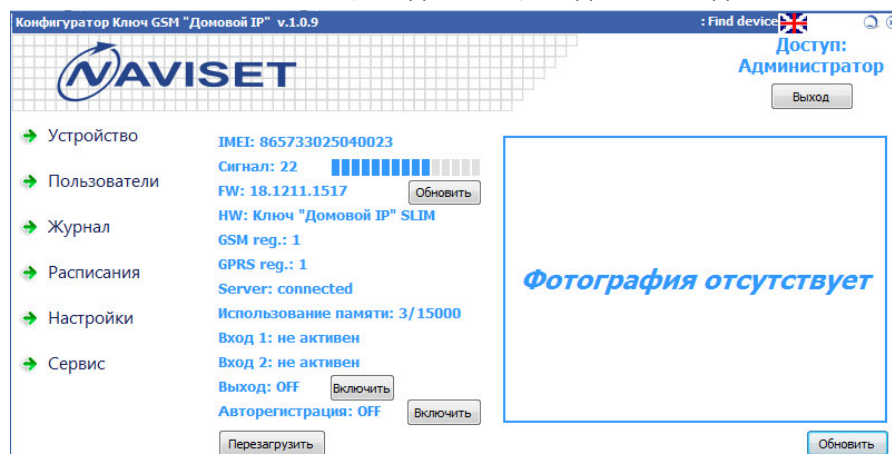 Конфигуратор Ключ GSM "Домовой IP" v.1.0.9
: Find device
NAVISET
Доступ:
Администратор
Выход
Устройство
Пользователи
Журнал
Расписания
Настройки
Сервис
IMEI: 865733025040023
Сигнал: 22
FW: 18.1211.1517
Обновить
HW: Ключ "Домовой IP" SLIM
GSM reg.: 1
GPRS reg.: 1
Server: connected
Использование памяти: 3/15000
Вход 1: не активен
Вход 2: не активен
Выход: OFF
Включить
Авторегистрация: OFF
Включить
Перезагрузить
Фотография отсутствует
Обновить